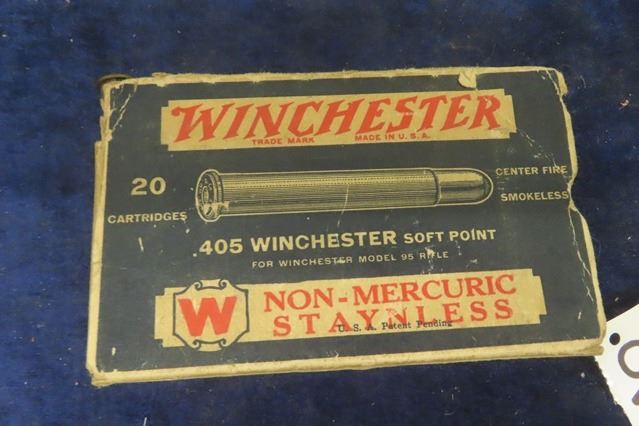 WINCHESTER
TRADE MARK MADE IN U.S.A.
20
CARTRIDGES
CENTER FIRE
SMOKELESS
.405 WINCHESTER SOFT POINT
FOR WINCHESTER MODEL 95 RIFLE
W
NON-MERCURIC
STAYNLESS
U. S. A. Patent Pending